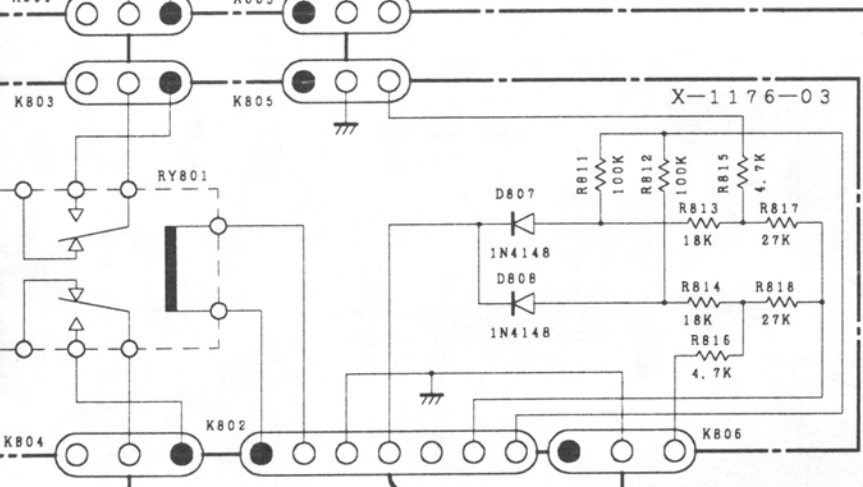 K803
K805
X-1176-03
RY801
R811
100K
R812
100K
R815
4.7K
D807
R813
R817
1N4148
18K
27K
D808
R814
R818
1N4148
18K
27K
R816
4.7K
K804
K802
K806